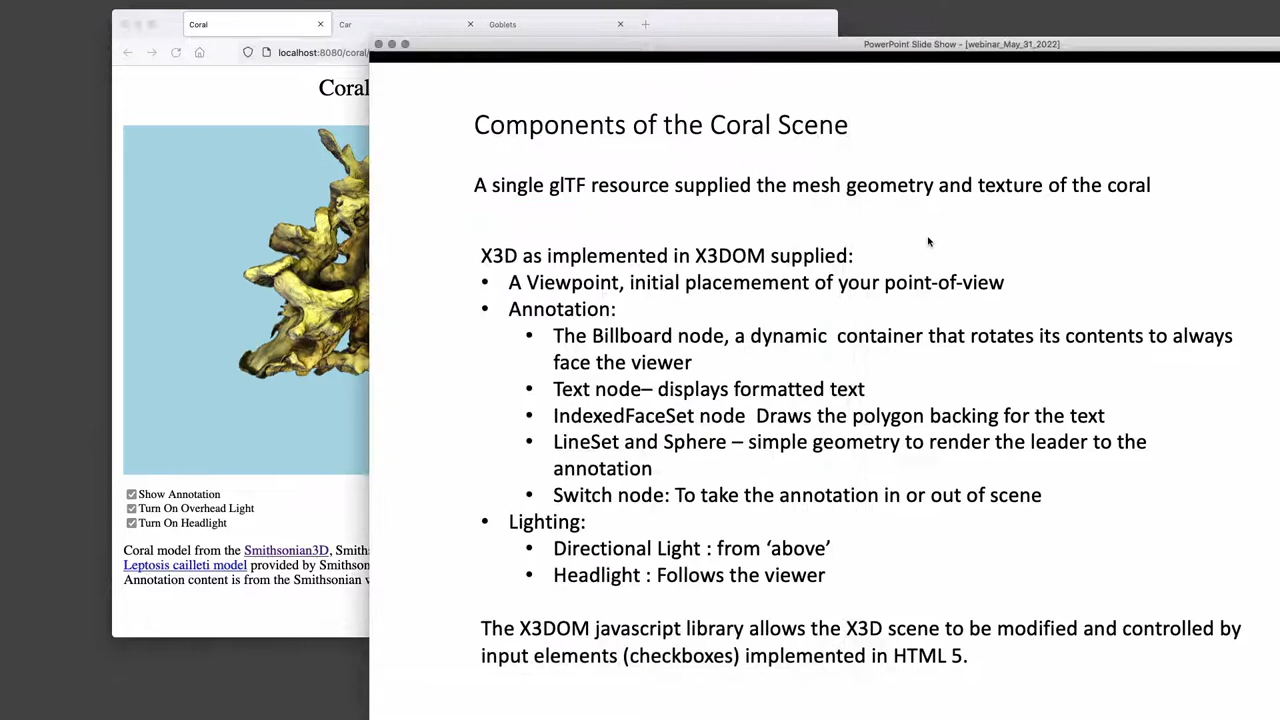 Coral
Car
Goblets
localhost:8080/coral/
PowerPoint Slide Show - [webinar_May_31_2022]
Coral
Components of the Coral Scene
A single glTF resource supplied the mesh geometry and texture of the coral
X3D as implemented in X3DOM supplied:
• A Viewpoint, initial placemement of your point-of-view
• Annotation:
• The Billboard node, a dynamic container that rotates its contents to always
face the viewer
• Text node– displays formatted text
• IndexedFaceSet node Draws the polygon backing for the text
• LineSet and Sphere – simple geometry to render the leader to the
annotation
• Switch node: To take the annotation in or out of scene
• Lighting:
• Directional Light : from ‘above’
• Headlight : Follows the viewer
The X3DOM javascript library allows the X3D scene to be modified and controlled by
input elements (checkboxes) implemented in HTML 5.
Show Annotation
Turn On Overhead Light
Turn On Headlight
Coral model from the Smithsonian3D, Smiths
Leptosis cailleti model provided by Smithson
Annotation content is from the Smithsonian w